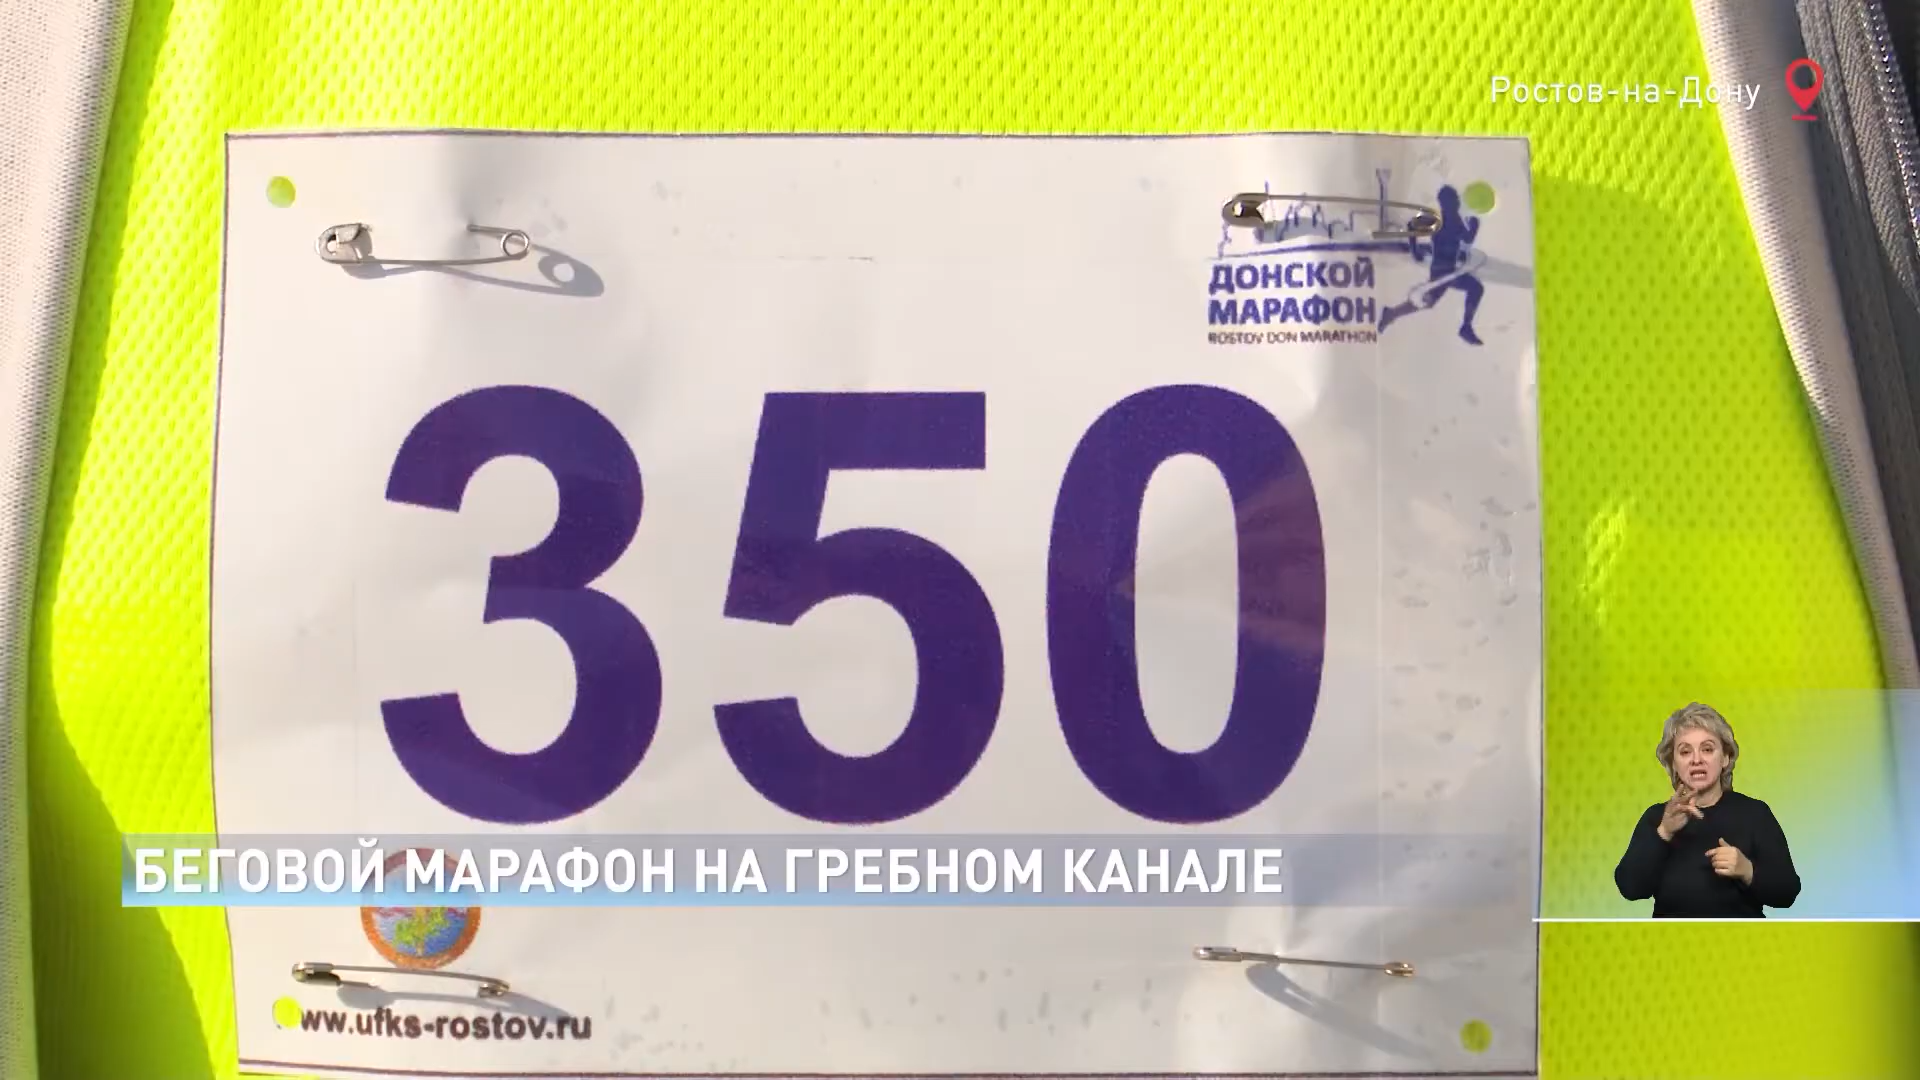 Ростов-на-Дону
ДОНСКОЙ
МАРАФОН
ROSTOV DON MARATHON
350
БЕГОВОЙ МАРАФОН НА ГРЕБНОМ КАНАЛЕ
www.ufks-rostov.ru